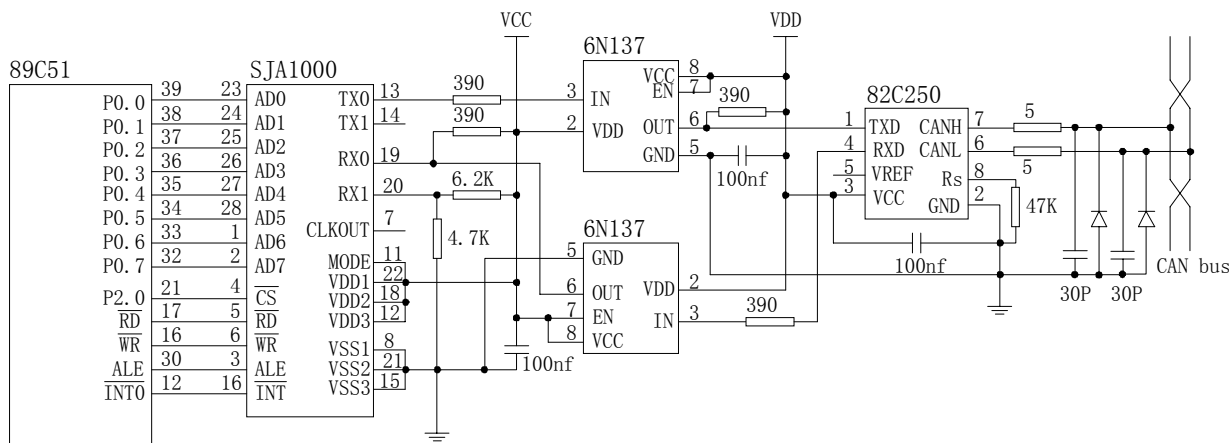 VCC
VDD
89C51
P0.0
P0.1
P0.2
P0.3
P0.4
P0.5
P0.6
P0.7
P2.0
RD
WR
ALE
INT0
39
38
37
36
35
34
33
32
21
17
16
30
12
23
24
25
26
27
28
1
2
4
5
6
3
16
SJA1000
AD0
AD1
AD2
AD3
AD4
AD5
AD6
AD7
CS
RD
WR
ALE
INT
TX0
TX1
RX0
RX1
CLKOUT
MODE
VDD1
VDD2
VDD3
VSS1
VSS2
VSS3
13
14
19
20
7
11
22
18
12
8
21
15
390
390
6.2K
4.7K
100nf
6N137
3
2
IN
VDD
VCC
EN
OUT
GND
8
7
6
5
390
100nf
6N137
5
6
7
8
GND
OUT
EN
VCC
VDD
IN
2
3
390
82C250
1
4
5
3
TXD
RXD
VREF
VCC
CANH
CANL
Rs
GND
7
6
8
2
5
5
47K
100nf
30P
30P
CAN bus